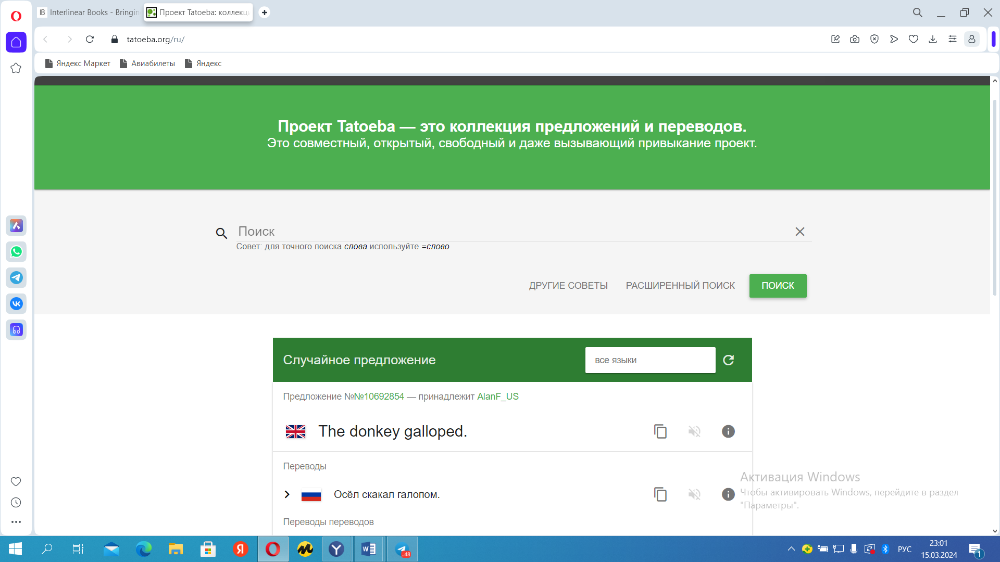 Interlinear Books - Bringin
Проект Tatoeba: коллекц
tatoeba.org/ru/
Яндекс Маркет
Авиабилеты
Яндекс
Проект Tatoeba — это коллекция предложений и переводов.
Это совместный, открытый, свободный и даже вызывающий привыкание проект.
Поиск
Совет: для точного поиска слова используйте =слово
ДРУГИЕ СОВЕТЫ
РАСШИРЕННЫЙ ПОИСК
ПОИСК
Случайное предложение
все языки
Предложение №№10692854 — принадлежит AlanF_US
The donkey galloped.
Переводы
Осёл скакал галопом.
Переводы переводов
Активация Windows
Чтобы активировать Windows, перейдите в раздел
"Параметры".
..48
РУС
23:01
15.03.2024
1